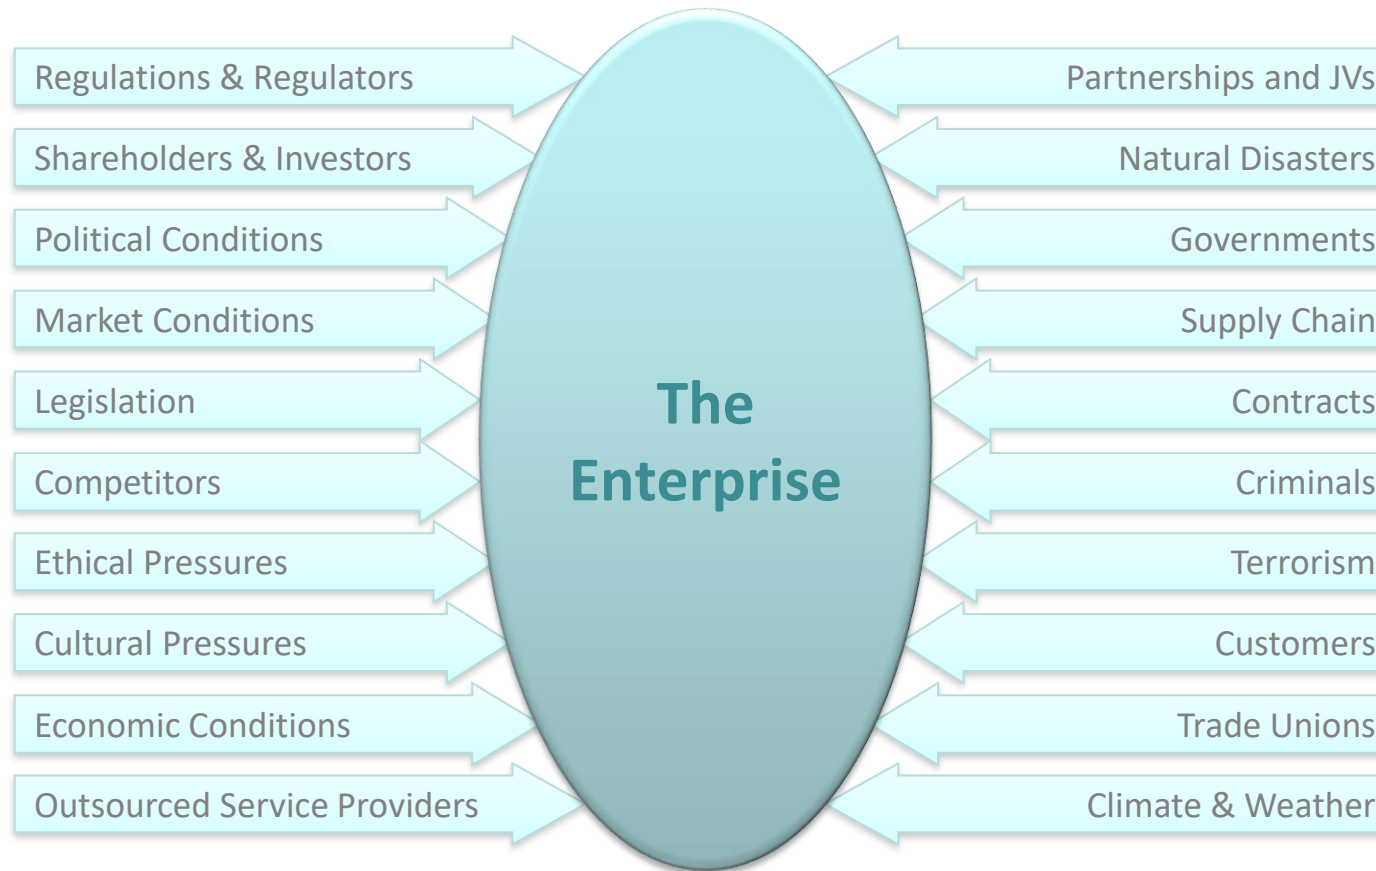 Regulations & Regulators
Shareholders & Investors
Political Conditions
Market Conditions
Legislation
Competitors
Ethical Pressures
Cultural Pressures
Economic Conditions
Outsourced Service Providers
The
Enterprise
Partnerships and JVs
Natural Disasters
Governments
Supply Chain
Contracts
Criminals
Terrorism
Customers
Trade Unions
Climate & Weather